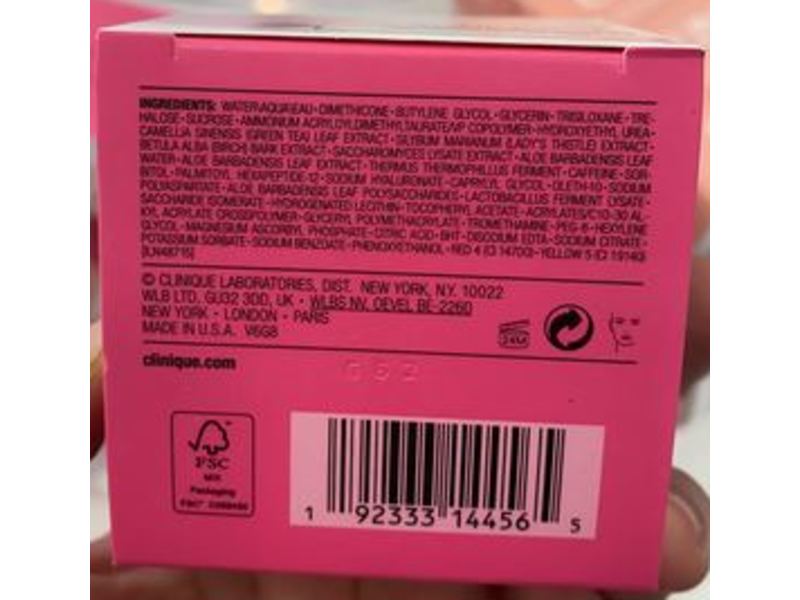 INGREDIENTS: WATER\AQUA\EAU • DIMETHICONE • BUTYLENE GLYCOL • GLYCERIN • TRISILOXANE • TRE-
HALOSE • SUCROSE • AMMONIUM ACRYLOYLDIMETHYLTAURATE/VP COPOLYMER • HYDROXYETHYL UREA •
CAMELLIA SINENSIS (GREEN TEA) LEAF EXTRACT • SILYBUM MARIANUM (LADY'S THISTLE) EXTRACT •
BETULA ALBA (BIRCH) BARK EXTRACT • SACCHAROMYCES LYSATE EXTRACT • ALOE BARBADENSIS LEAF
WATER • ALOE BARBADENSIS LEAF EXTRACT • THERMUS THERMOPHILLUS FERMENT • CAFFEINE • SOR-
BITOL • PALMITOYL HEXAPEPTIDE-12 • SODIUM HYALURONATE • CAPRYLYL GLYCOL • OLETH-10 • SODIUM
POLYASPARTATE • ALOE BARBADENSIS LEAF POLYSACCHARIDES • LACTOBACILLUS FERMENT LYSATE •
SACCHARIDE ISOMERATE • HYDROGENATED LECITHIN • TOCOPHERYL ACETATE • ACRYLATES/C10-30 AL-
KYL ACRYLATE CROSSPOLYMER • GLYCERYL POLYMETHACRYLATE • TROMETHAMINE • PEG-8 • HEXYLENE
GLYCOL • MAGNESIUM ASCORBYL PHOSPHATE • CITRIC ACID • BHT • DISODIUM EDTA • SODIUM CITRATE •
POTASSIUM SORBATE • SODIUM BENZOATE • PHENOXYETHANOL • RED 4 (CI 14700) • YELLOW 5 (CI 19140)
[ILN48715]
© CLINIQUE LABORATORIES, DIST. NEW YORK, N.Y. 10022
WLB LTD. GU32 3DD, UK • WLBS NV, OEVEL BE-2260
NEW YORK • LONDON • PARIS
MADE IN U.S.A. V6G8
24M
clinique.com
FSC
MIX
Packaging
1 92333 14456 5